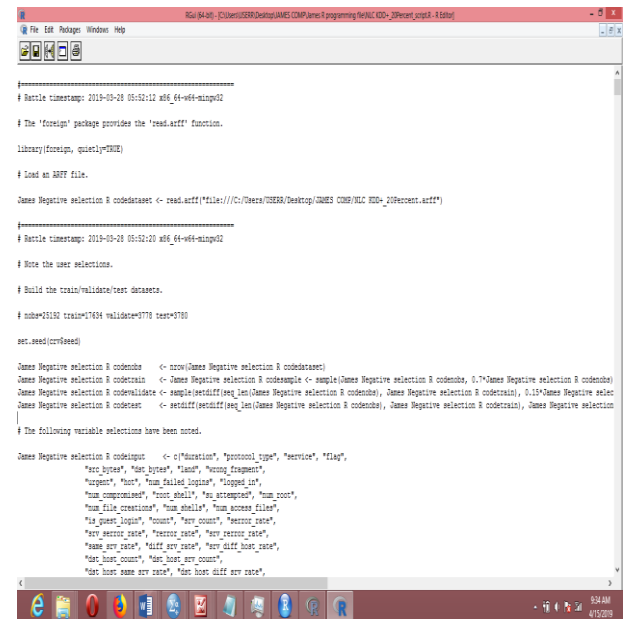 RGui (64-bit) - [C:\Users\USERR\Desktop\JAMES COMP\James R programming file\NLC KDD+_20Percent_script.R - R Editor]
File Edit Packages Windows Help
#=======================================================
# Rattle timestamp: 2019-03-28 05:52:12 x86_64-w64-mingw32
# The 'foreign' package provides the 'read.arff' function.
library(foreign, quietly=TRUE)
# Load an ARFF file.
James Negative selection R codedataset <- read.arff("file:///C:/Users/USERR/Desktop/JAMES COMP/NLC KDD+_20Percent.arff")
#=======================================================
# Rattle timestamp: 2019-03-28 05:52:20 x86_64-w64-mingw32
# Note the user selections.
# Build the train/validate/test datasets.
# nobs=25192 train=17634 validate=3778 test=3780
set.seed(crv$seed)
James Negative selection R codenobs <- nrow(James Negative selection R codedataset)
James Negative selection R codetrain <- James Negative selection R codesample <- sample(James Negative selection R codenobs, 0.7*James Negative selection R codenobs)
James Negative selection R codevalidate <- sample(setdiff(seq_len(James Negative selection R codenobs), James Negative selection R codetrain), 0.15*James Negative selec
James Negative selection R codetest <- setdiff(setdiff(seq_len(James Negative selection R codenobs), James Negative selection R codetrain), James Negative selection
# The following variable selections have been noted.
James Negative selection R codeinput <- c("duration", "protocol_type", "service", "flag",
"src_bytes", "dst_bytes", "land", "wrong_fragment",
"urgent", "hot", "num_failed_logins", "logged_in",
"num_compromised", "root_shell", "su_attempted", "num_root",
"num_file_creations", "num_shells", "num_access_files",
"is_guest_login", "count", "srv_count", "serror_rate",
"srv_serror_rate", "rerror_rate", "srv_rerror_rate",
"same_srv_rate", "diff_srv_rate", "srv_diff_host_rate",
"dst_host_count", "dst_host_srv_count",
"dst_host_same_srv_rate", "dst_host_diff_srv_rate",
9:34 AM
4/15/2019